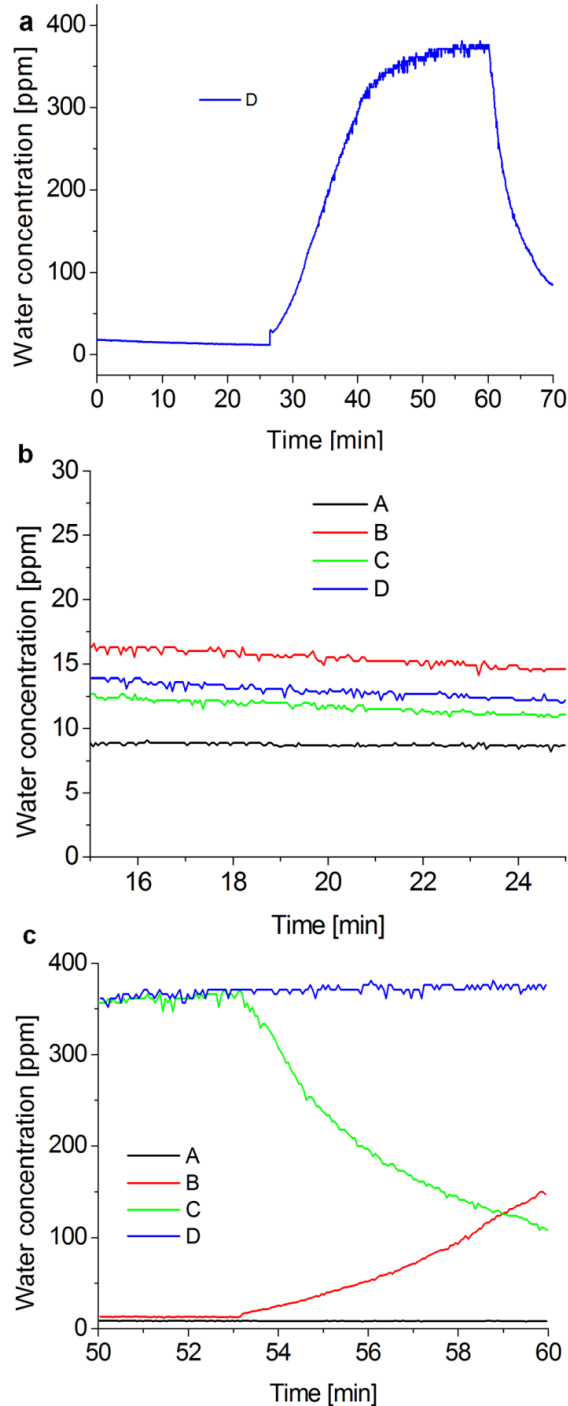 a
400
300
200
100
0
Water concentration [ppm]
D
0 10 20 30 40 50 60 70
Time [min]
b
30
25
20
15
10
5
0
Water concentration [ppm]
A
B
C
D
16 18 20 22 24
Time [min]
c
400
300
200
100
0
Water concentration [ppm]
A
B
C
D
50 52 54 56 58 60
Time [min]